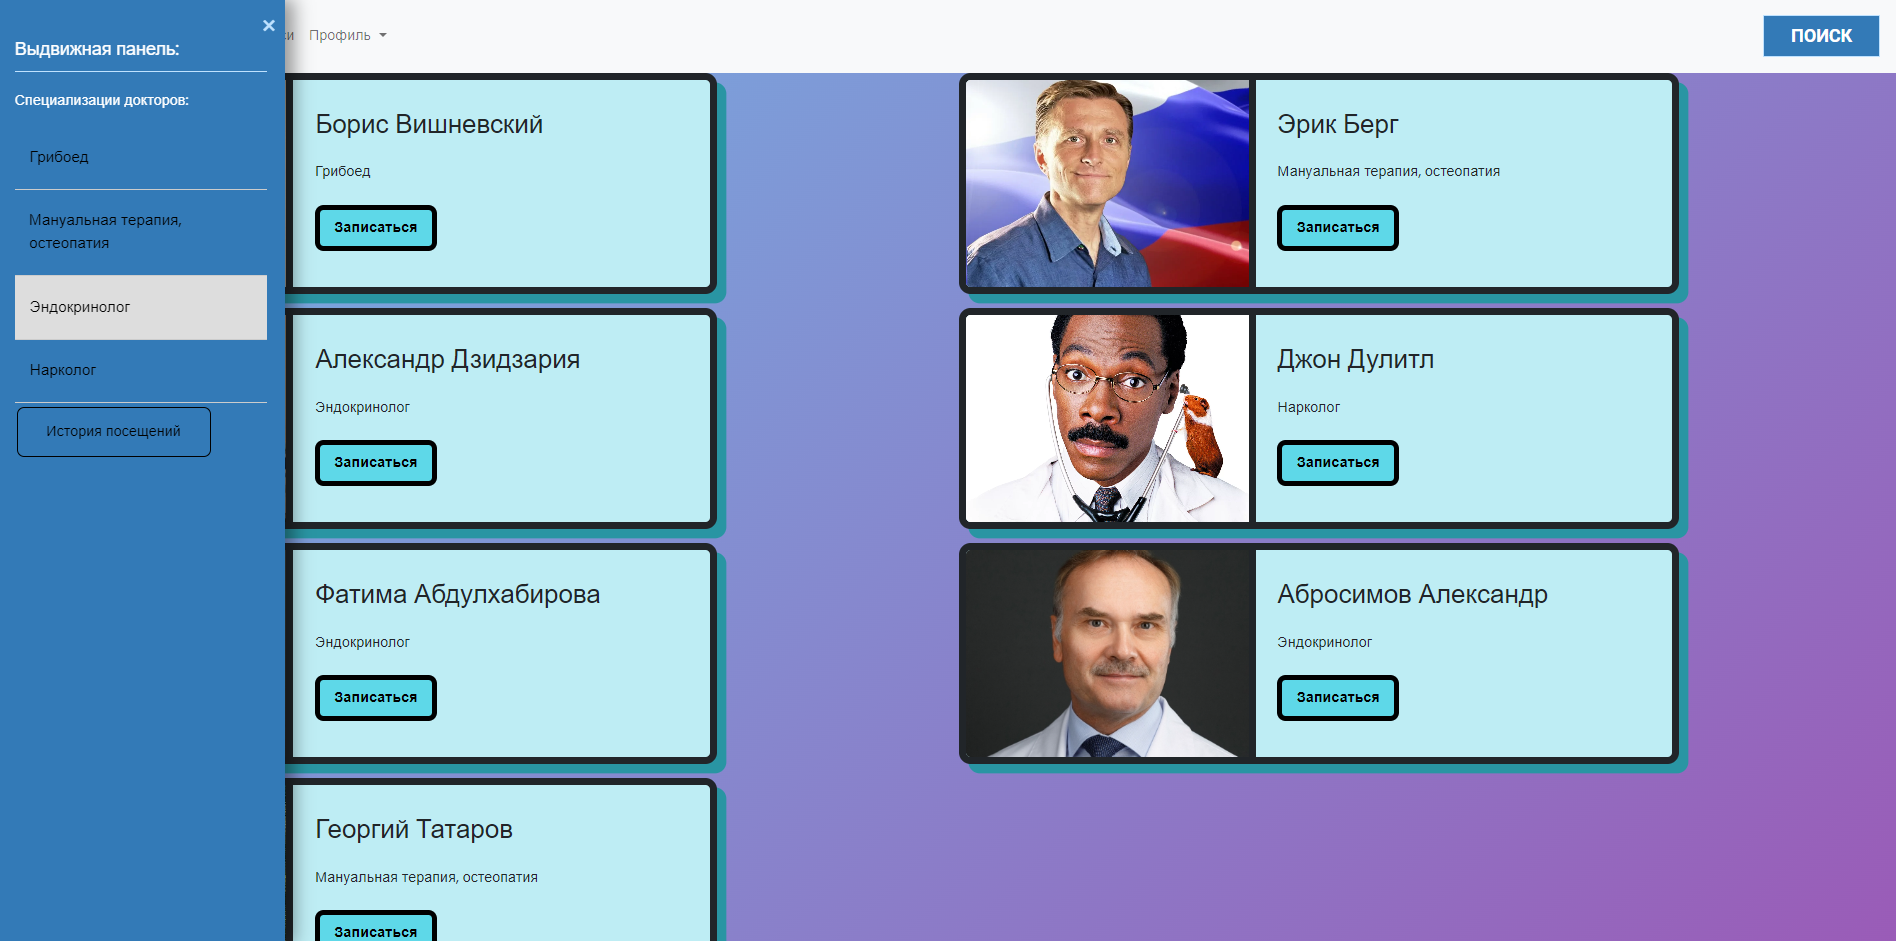 ×
Выдвижная панель:
Специализации докторов:
Грибоед
Мануальная терапия,
остеопатия
Эндокринолог
Нарколог
История посещений
си Профиль
ПОИСК
Борис Вишневский
Грибоед
Записаться
Эрик Берг
Мануальная терапия, остеопатия
Записаться
Александр Дзидзария
Эндокринолог
Записаться
Джон Дулитл
Нарколог
Записаться
Фатима Абдулхабирова
Эндокринолог
Записаться
Абросимов Александр
Эндокринолог
Записаться
Георгий Татаров
Мануальная терапия, остеопатия
Записаться